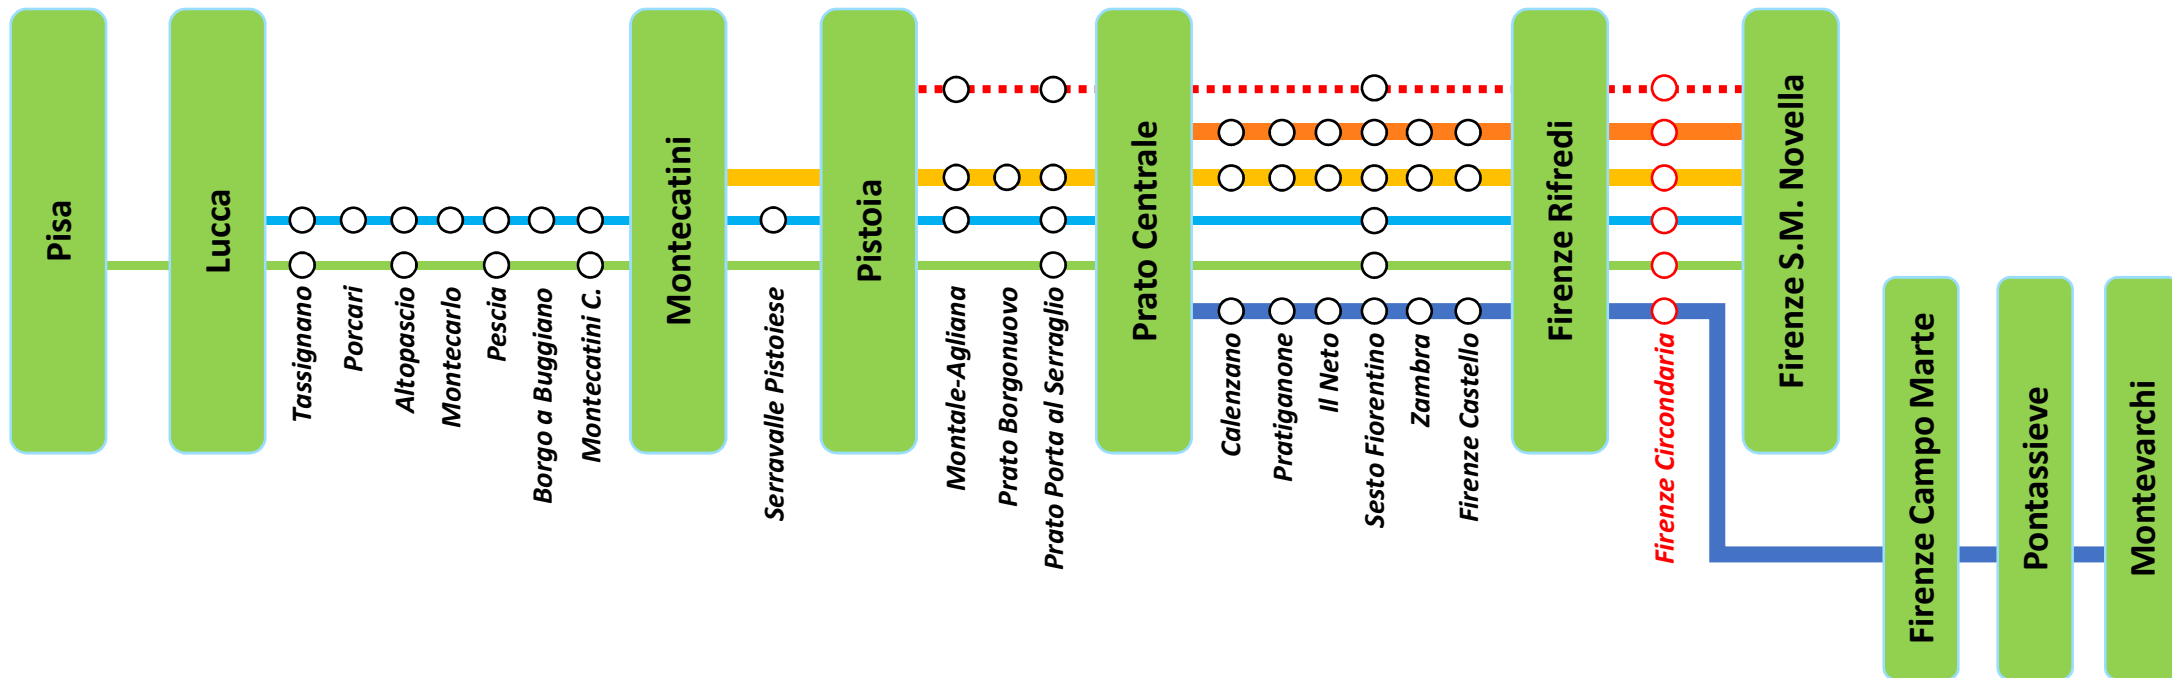 Pisa
Lucca
Tassignano
Porcari
Altopascio
Montecarlo
Pescia
Borgo a Buggiano
Montecatini C.
Montecatini
Serravalle Pistoiese
Pistoia
Montale-Agliana
Prato Borgonuovo
Prato Porta al Serraglio
Prato Centrale
Calenzano
Pratignanone
Il Neto
Sesto Fiorentino
Zambra
Firenze Castello
Firenze Rifredi
Firenze Circondaria
Firenze S.M. Novella
Firenze Campo Marte
Pontassieve
Montevarchi